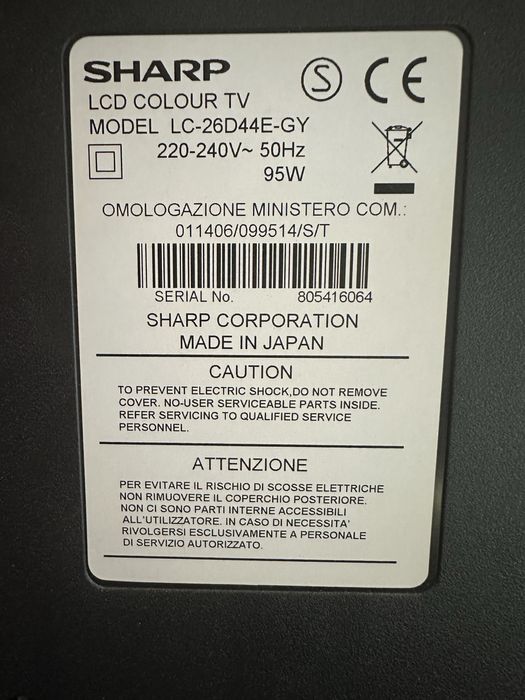 SHARP
S
CE
LCD COLOUR TV
MODEL LC-26D44E-GY
220-240V~ 50Hz
95W
OMOLOGAZIONE MINISTERO COM.:
011406/099514/S/T
SERIAL No. 805416064
SHARP CORPORATION
MADE IN JAPAN
CAUTION
TO PREVENT ELECTRIC SHOCK,DO NOT REMOVE
COVER. NO-USER SERVICEABLE PARTS INSIDE.
REFER SERVICING TO QUALIFIED SERVICE
PERSONNEL.
ATTENZIONE
PER EVITARE IL RISCHIO DI SCOSSE ELETTRICHE
NON RIMUOVERE IL COPERCHIO POSTERIORE.
NON CI SONO PARTI INTERNE ACCESSIBILI
ALL'UTILIZZATORE. IN CASO DI NECESSITA'
RIVOLGERSI ESCLUSIVAMENTE A PERSONALE
DI SERVIZIO AUTORIZZATO.